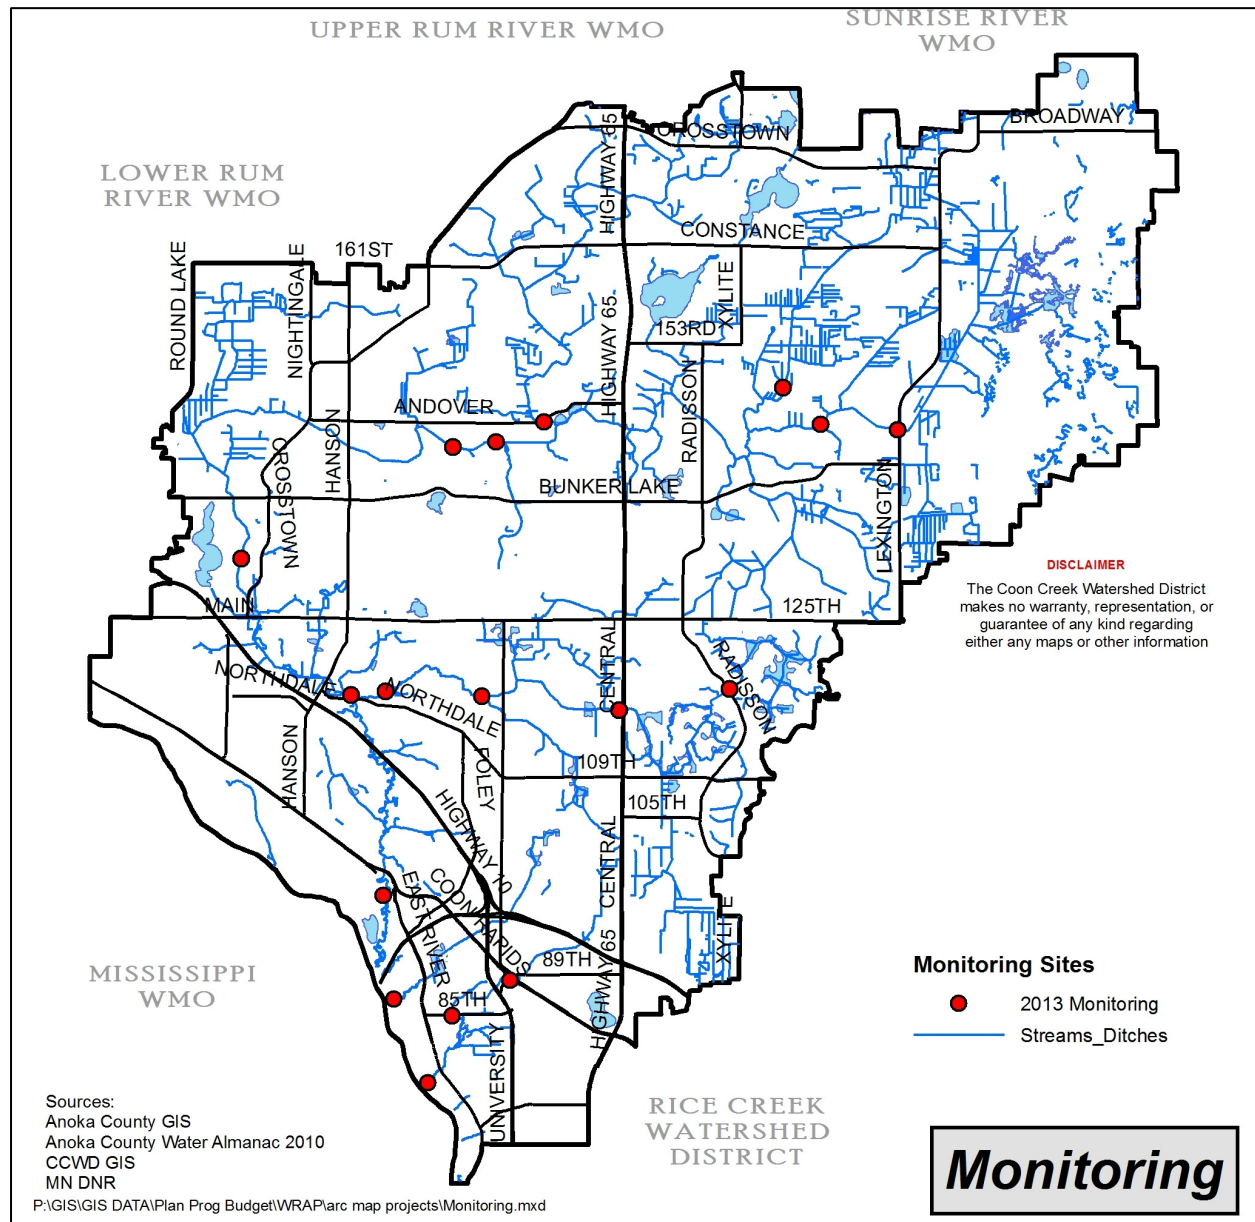 UPPER RUM RIVER WMO
SUNRISE RIVER
WMO
BROADWAY
CROSSTOWN
HIGHWAY 65
LOWER RUM
RIVER WMO
CONSTANCE
161ST
ROUND LAKE
NIGHTINGALE
XYLITE
153RD
HIGHWAY 65
RADISSON
ANDOVER
HANSON
CROSSTOWN
BUNKER LAKE
LEXINGTON
DISCLAIMER
The Coon Creek Watershed District
makes no warranty, representation, or
guarantee of any kind regarding
either any maps or other information
MAIN
125TH
CENTRAL
RADISSON
NORTHDALE
NORTHDALE
HANSON
FOLEY
109TH
105TH
HIGHWAY 10
CENTRAL
COON RAPIDS
EAST RIVER
XYLITE
89TH
HIGHWAY 65
85TH
UNIVERSITY
MISSISSIPPI
WMO
Monitoring Sites
2013 Monitoring
Streams_Ditches
RICE CREEK
WATERSHED
DISTRICT
Sources:
Anoka County GIS
Anoka County Water Almanac 2010
CCWD GIS
MN DNR
P:\GIS\GIS DATA\Plan Prog Budget\WRAP\arc map projects\Monitoring.mxd
Monitoring